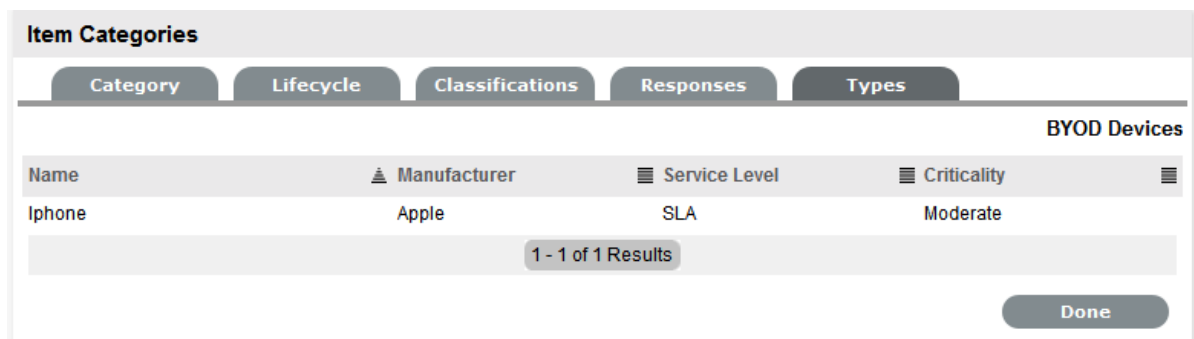 Item Categories
Category Lifecycle Classifications Responses Types
BYOD Devices
Name Manufacturer Service Level Criticality
Iphone Apple SLA Moderate
1 - 1 of 1 Results
Done